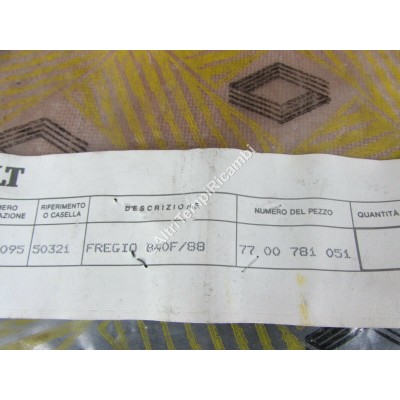 LT
MERO AZIONE RIFERIMENTO O CASELLA DESCRIZIONE NUMERO DEL PEZZO QUANTITÀ
095 50321 FREGIO 840F/88 77 00 781 051
AltriTempiRicambi